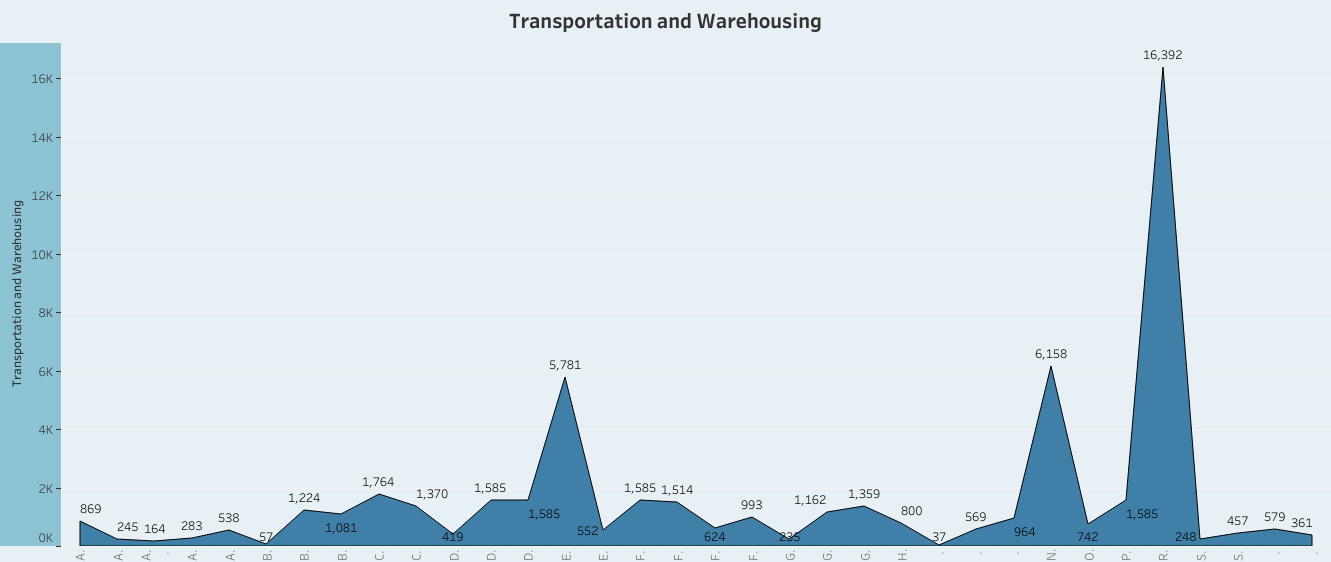 Transportation and Warehousing
Transportation and Warehousing
16K
14K
12K
10K
8K
6K
4K
2K
0K
869
245
164
283
538
57
1,224
1,081
1,764
1,370
419
1,585
1,585
5,781
552
1,585
1,514
624
993
235
1,162
1,359
800
37
569
964
6,158
742
1,585
16,392
248
457
579
361
A.
A.
A.
.
A.
A.
B.
B.
B.
C.
C.
D.
D.
D.
E.
E.
F.
F.
F.
F.
G.
G.
G.
H.
.
.
.
N.
O.
P.
R.
S.
S.
.
.